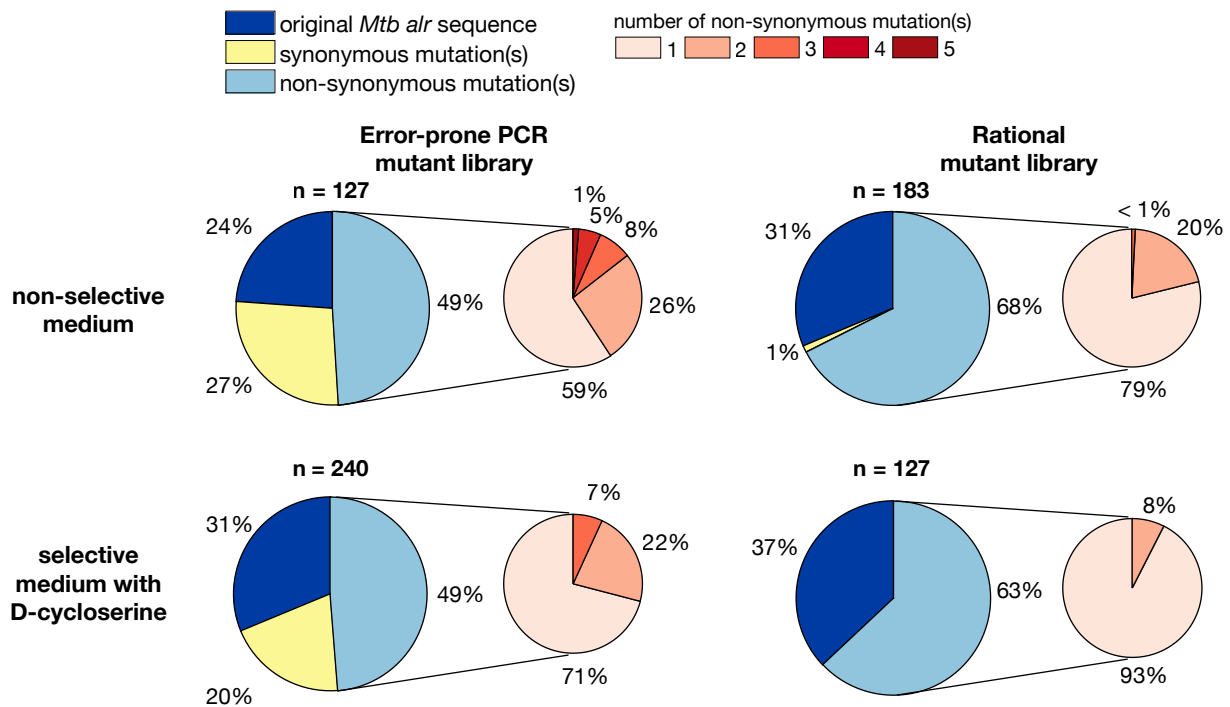 original Mtb alr sequence
synonymous mutation(s)
non-synonymous mutation(s)
number of non-synonymous mutation(s)
1 2 3 4 5
Error-prone PCR
mutant library
Rational
mutant library
non-selective
medium
n = 127
24%
27%
49%
1%
5%
8%
26%
59%
n = 183
31%
1%
68%
< 1%
20%
79%
selective
medium with
D-cycloserine
n = 240
31%
20%
49%
7%
22%
71%
n = 127
37%
63%
8%
93%